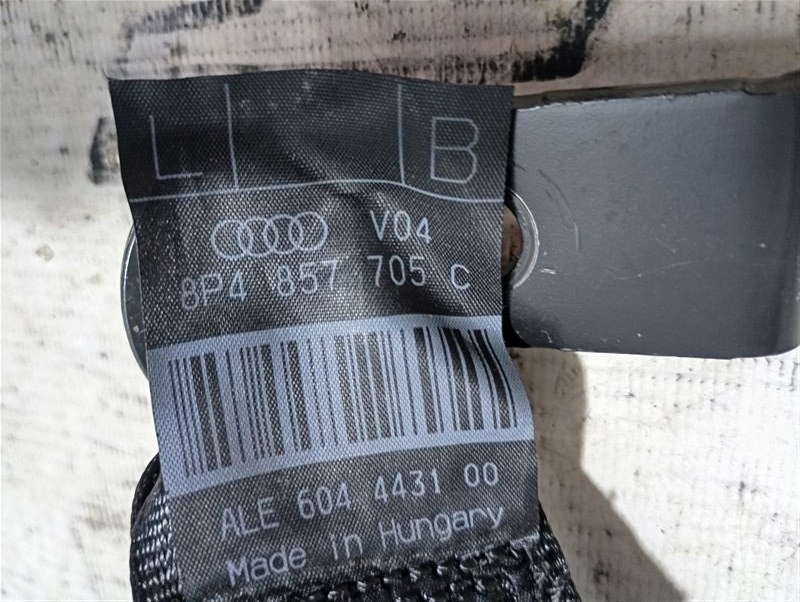 L B
V04
8P4 857 705 C
ALE 604 4431 00
Made in Hungary